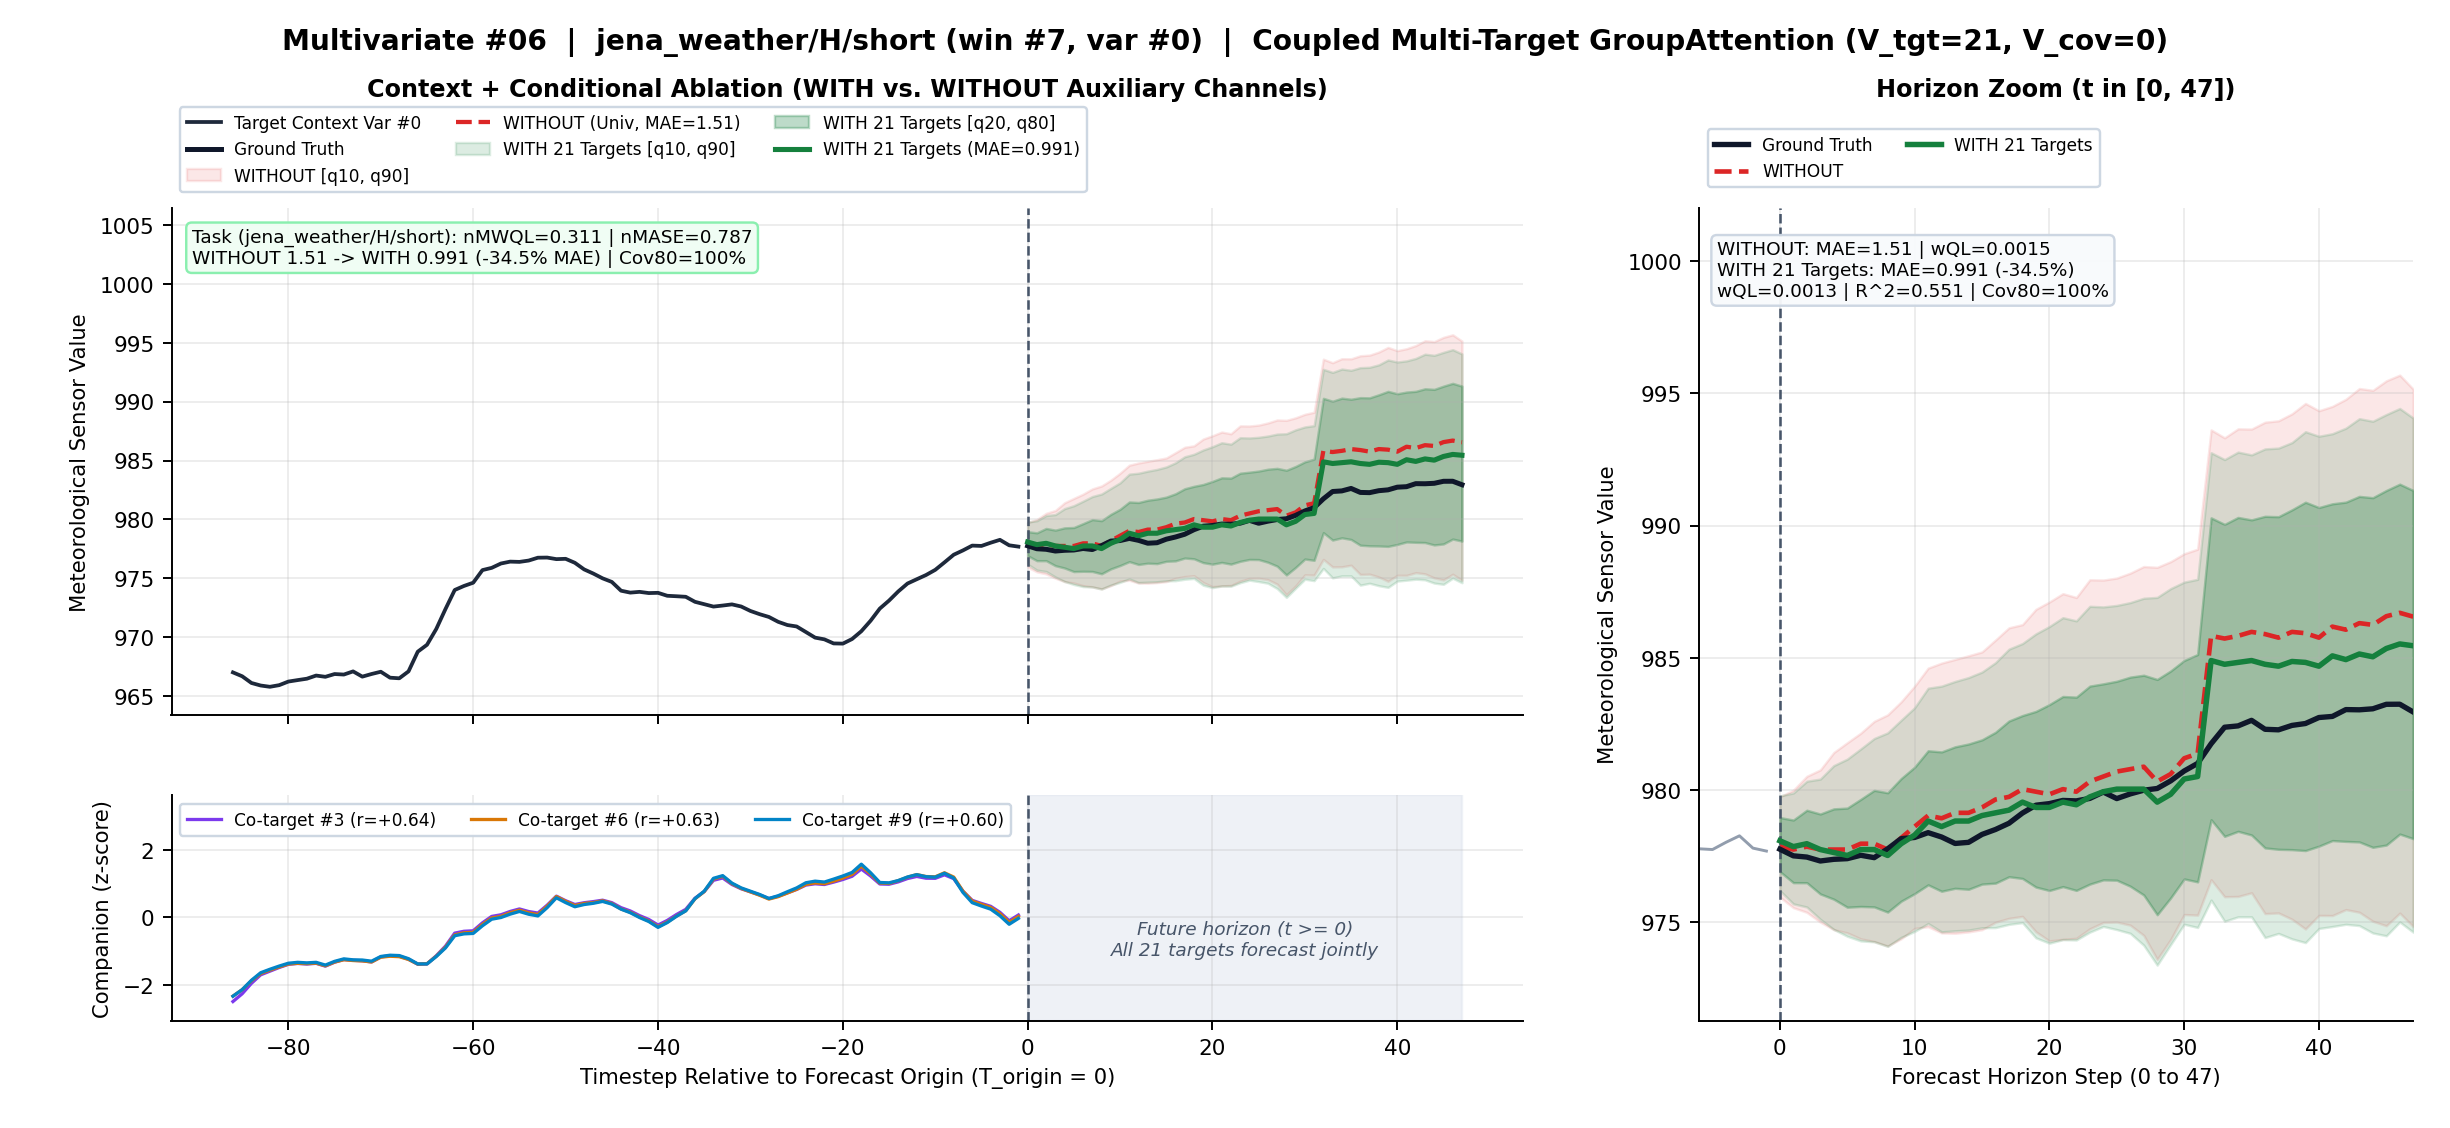 Multivariate #06 | jena_weather/H/short (win #7, var #0) | Coupled Multi-Target GroupAttention (V_tgt=21, V_cov=0)
Context + Conditional Ablation (WITH vs. WITHOUT Auxiliary Channels)
Target Context Var #0
Ground Truth
WITHOUT [q10, q90]
WITHOUT (Univ, MAE=1.51)
WITH 21 Targets [q10, q90]
WITH 21 Targets [q20, q80]
WITH 21 Targets (MAE=0.991)
Task (jena_weather/H/short): nMWQL=0.311 | nMASE=0.787
WITHOUT 1.51 -> WITH 0.991 (-34.5% MAE) | Cov80=100%
Meteorological Sensor Value
1005
1000
995
990
985
980
975
970
965
Co-target #3 (r=+0.64)
Co-target #6 (r=+0.63)
Co-target #9 (r=+0.60)
Companion (z-score)
2
0
−2
Future horizon (t >= 0)
All 21 targets forecast jointly
−80
−60
−40
−20
0
20
40
Timestep Relative to Forecast Origin (T_origin = 0)
Horizon Zoom (t in [0, 47])
Ground Truth
WITHOUT
WITH 21 Targets
WITHOUT: MAE=1.51 | wQL=0.0015
WITH 21 Targets: MAE=0.991 (-34.5%)
wQL=0.0013 | R^2=0.551 | Cov80=100%
Meteorological Sensor Value
1000
995
990
985
980
975
0
10
20
30
40
Forecast Horizon Step (0 to 47)